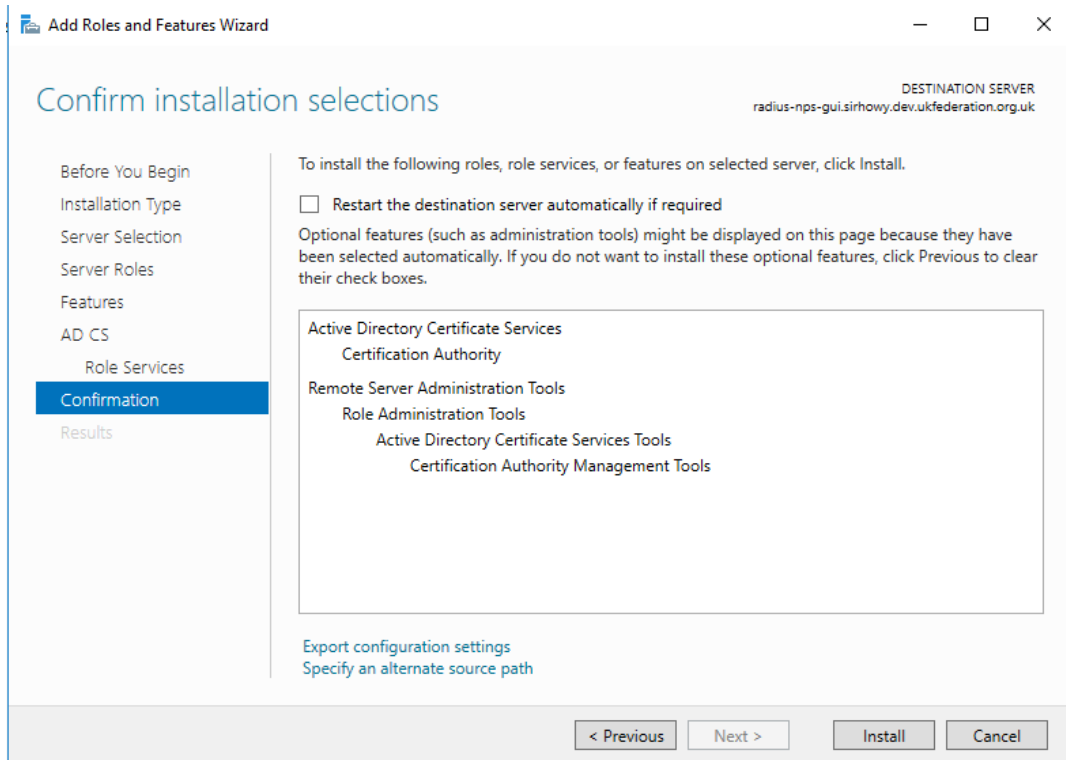 Add Roles and Features Wizard
Confirm installation selections
DESTINATION SERVER
radius-nps-gui.sirhowy.dev.ukfederation.org.uk
Before You Begin
Installation Type
Server Selection
Server Roles
Features
AD CS
Role Services
Confirmation
Results
To install the following roles, role services, or features on selected server, click Install.
Restart the destination server automatically if required
Optional features (such as administration tools) might be displayed on this page because they have
been selected automatically. If you do not want to install these optional features, click Previous to clear
their check boxes.
Active Directory Certificate Services
Certification Authority
Remote Server Administration Tools
Role Administration Tools
Active Directory Certificate Services Tools
Certification Authority Management Tools
Export configuration settings
Specify an alternate source path
< Previous
Next >
Install
Cancel